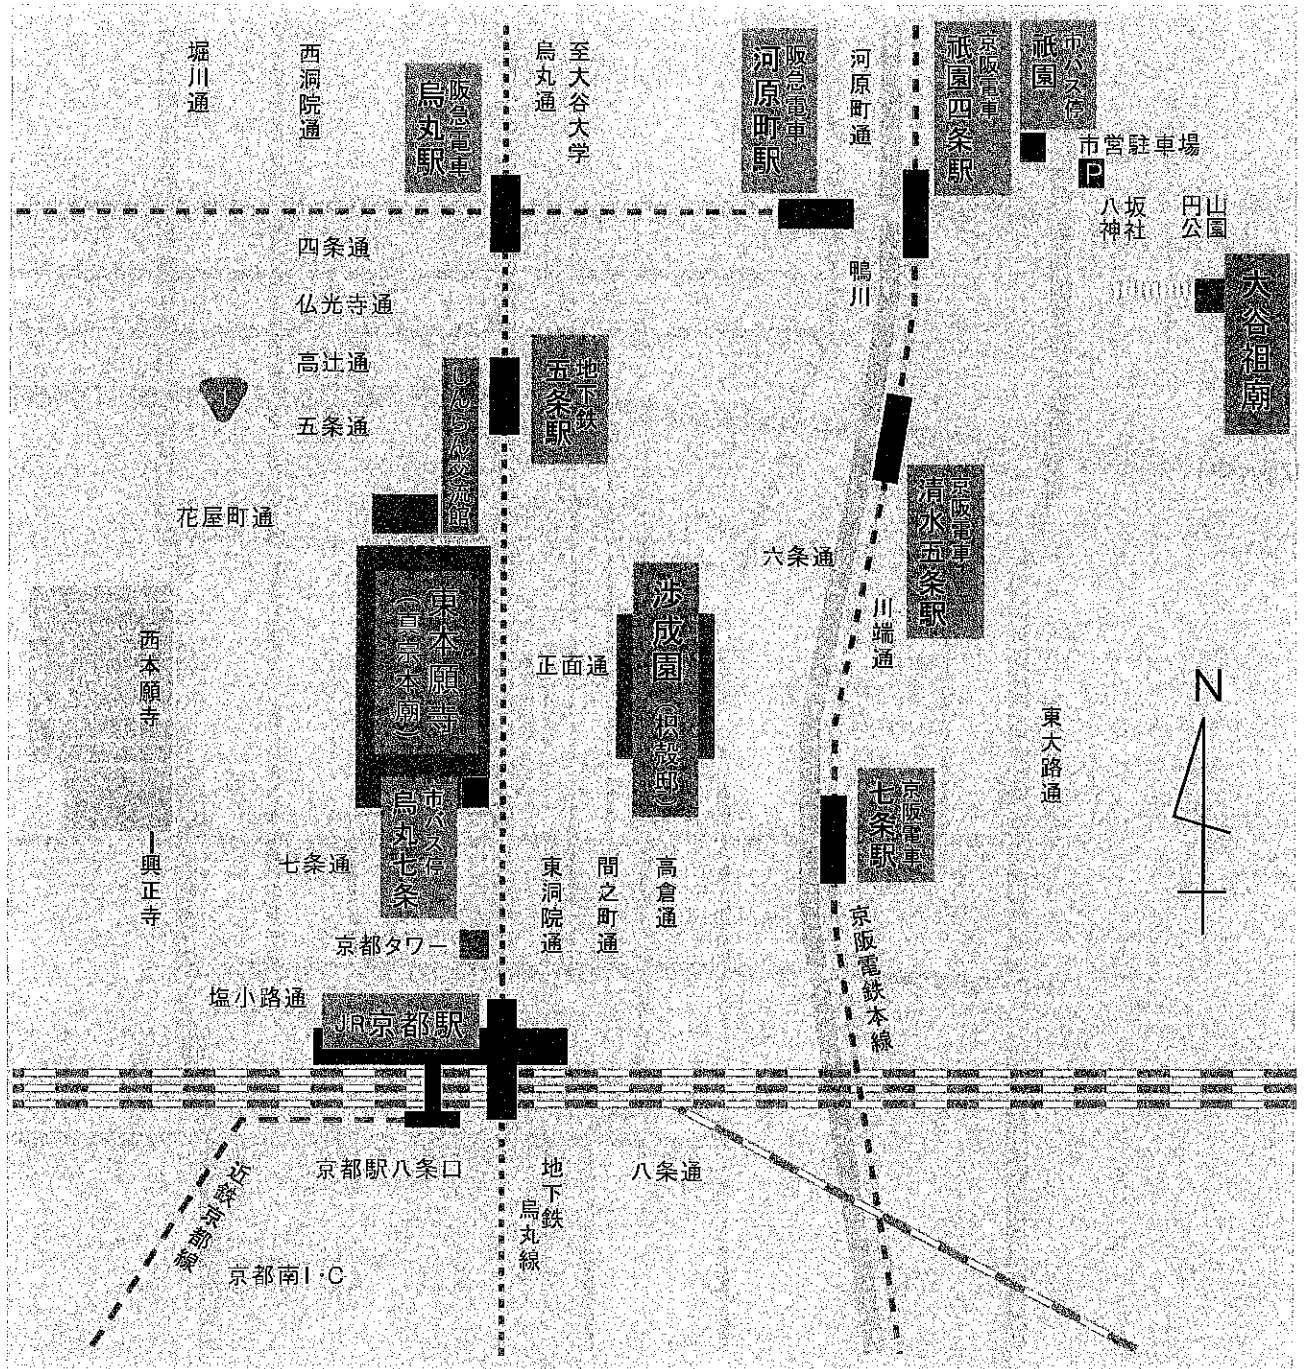 堀川通
西洞院通
阪急電車
烏丸駅
烏丸通
至大谷大学
阪急電車
河原町駅
河原町通
京阪電車
祇園四条駅
市バス停
祇園
市営駐車場
P
八坂神社
円山公園
四条通
鴨川
大谷祖廟
仏光寺通
高辻通
1
五条通
しんらん交流館
地下鉄
五条駅
花屋町通
京阪電車
清水五条駅
六条通
川端通
東本願寺
(真宗本廟)
渉成園(枳殻邸)
正面通
西本願寺
N
東大路通
市バス停
烏丸七条
京阪電車
七条駅
七条通
興正寺
東洞院通
間之町通
高倉通
京都タワー
京阪電鉄本線
塩小路通
JR京都駅
京都駅八条口
地下鉄
烏丸線
八条通
近鉄京都線
京都南I・C